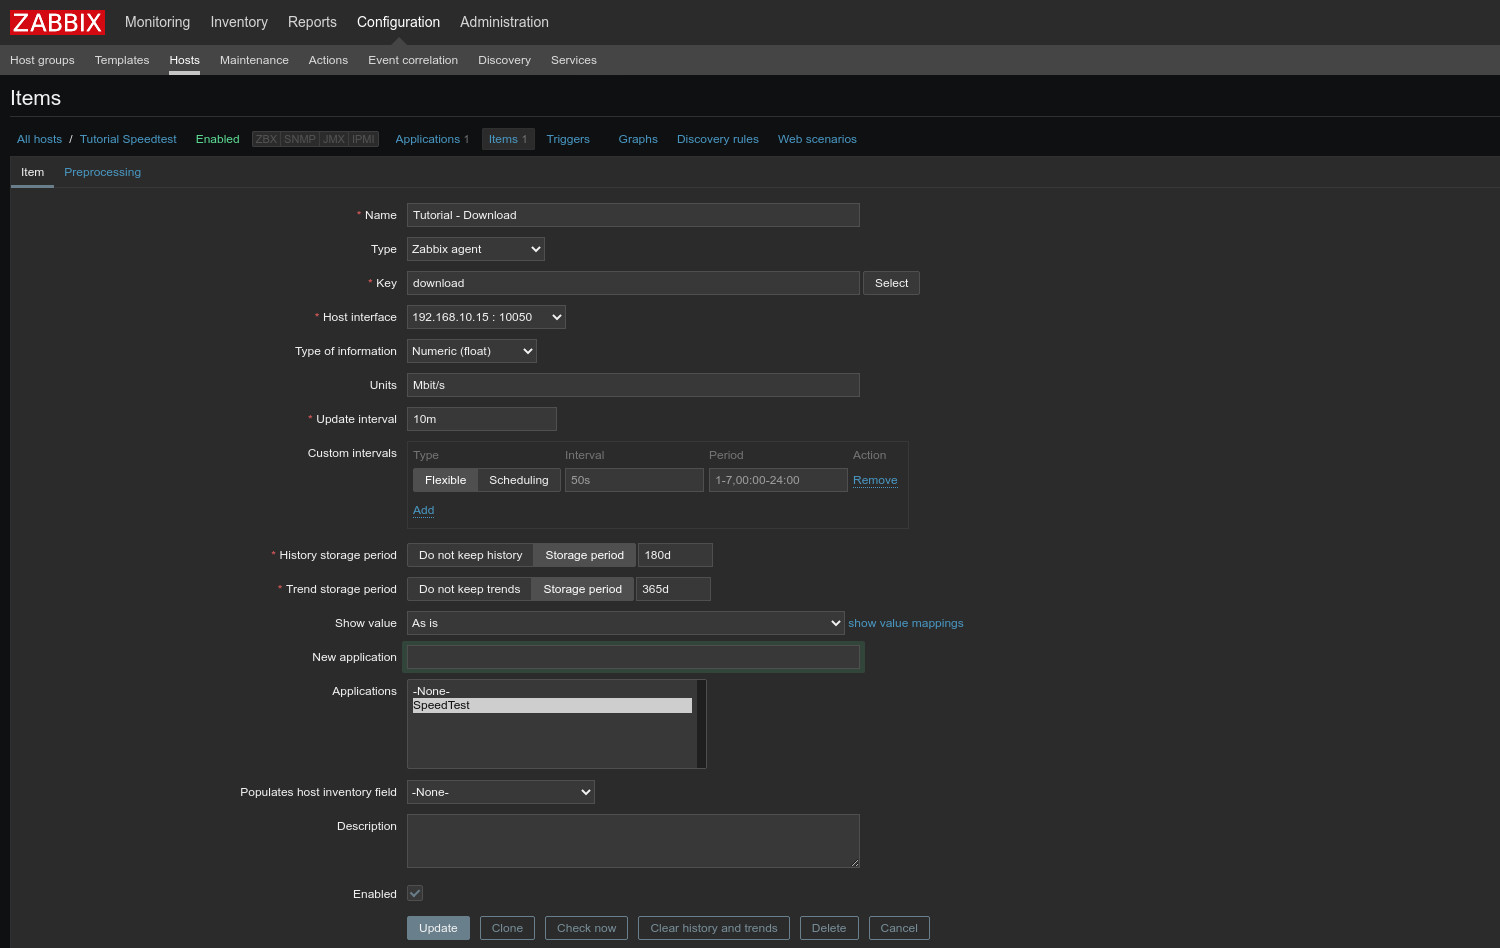 ZABBIX Monitoring Inventory Reports Configuration Administration
Host groups Templates Hosts Maintenance Actions Event correlation Discovery Services
Items
All hosts / Tutorial Speedtest Enabled ZBX SNMP JMX IPMI Applications 1 Items 1 Triggers Graphs Discovery rules Web scenarios
Item Preprocessing
* Name Tutorial - Download
Type Zabbix agent
* Key download Select
* Host interface 192.168.10.15 : 10050
Type of information Numeric (float)
Units Mbit/s
* Update interval 10m
Custom intervals Type Interval Period Action
Flexible Scheduling 50s 1-7,00:00-24:00 Remove
Add
* History storage period Do not keep history Storage period 180d
* Trend storage period Do not keep trends Storage period 365d
Show value As is show value mappings
New application
Applications -None-
SpeedTest
Populates host inventory field -None-
Description
Enabled
Update Clone Check now Clear history and trends Delete Cancel